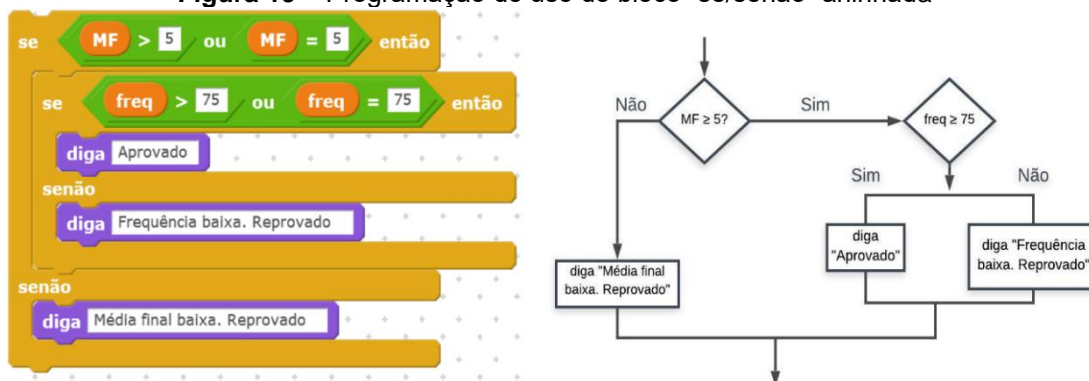 Figura 18 – Programação do uso do bloco "se/senão" aninhada
se MF > 5 ou MF = 5 então
se freq > 75 ou freq = 75 então
diga Aprovado
senão
diga Frequência baixa. Reprovado
senão
diga Média final baixa. Reprovado
Não
MF ≥ 5?
Sim
freq ≥ 75
Sim
Não
diga
"Aprovado"
diga "Frequência
baixa. Reprovado"
diga "Média final
baixa. Reprovado"